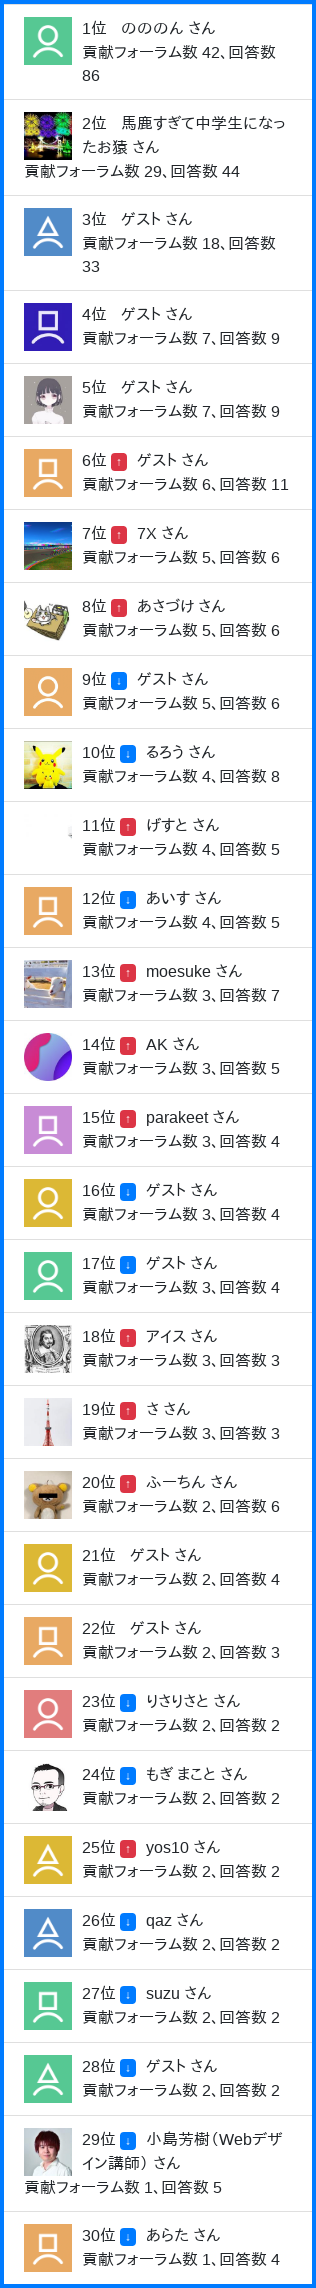 1位　のののん さん
貢献フォーラム数 42、回答数
86
2位　馬鹿すぎて中学生になっ
たお猿 さん
貢献フォーラム数 29、回答数 44
3位　ゲスト さん
貢献フォーラム数 18、回答数
33
4位　ゲスト さん
貢献フォーラム数 7、回答数 9
5位　ゲスト さん
貢献フォーラム数 7、回答数 9
6位 ↑　ゲスト さん
貢献フォーラム数 6、回答数 11
7位 ↑　7X さん
貢献フォーラム数 5、回答数 6
8位 ↑　あさづけ さん
貢献フォーラム数 5、回答数 6
9位 ↓　ゲスト さん
貢献フォーラム数 5、回答数 6
10位 ↓　るろう さん
貢献フォーラム数 4、回答数 8
11位 ↑　げすと さん
貢献フォーラム数 4、回答数 5
12位 ↓　あいす さん
貢献フォーラム数 4、回答数 5
13位 ↑　moesuke さん
貢献フォーラム数 3、回答数 7
14位 ↑　AK さん
貢献フォーラム数 3、回答数 5
15位 ↑　parakeet さん
貢献フォーラム数 3、回答数 4
16位 ↓　ゲスト さん
貢献フォーラム数 3、回答数 4
17位 ↓　ゲスト さん
貢献フォーラム数 3、回答数 4
18位 ↑　アイス さん
貢献フォーラム数 3、回答数 3
19位 ↑　さ さん
貢献フォーラム数 3、回答数 3
20位 ↑　ふーちん さん
貢献フォーラム数 2、回答数 6
21位　ゲスト さん
貢献フォーラム数 2、回答数 4
22位　ゲスト さん
貢献フォーラム数 2、回答数 3
23位 ↓　りさりさと さん
貢献フォーラム数 2、回答数 2
24位 ↓　もぎ まこと さん
貢献フォーラム数 2、回答数 2
25位 ↑　yos10 さん
貢献フォーラム数 2、回答数 2
26位 ↓　qaz さん
貢献フォーラム数 2、回答数 2
27位 ↓　suzu さん
貢献フォーラム数 2、回答数 2
28位 ↓　ゲスト さん
貢献フォーラム数 2、回答数 2
29位 ↓　小島芳樹（Webデザ
イン講師） さん
貢献フォーラム数 1、回答数 5
30位 ↓　あらた さん
貢献フォーラム数 1、回答数 4